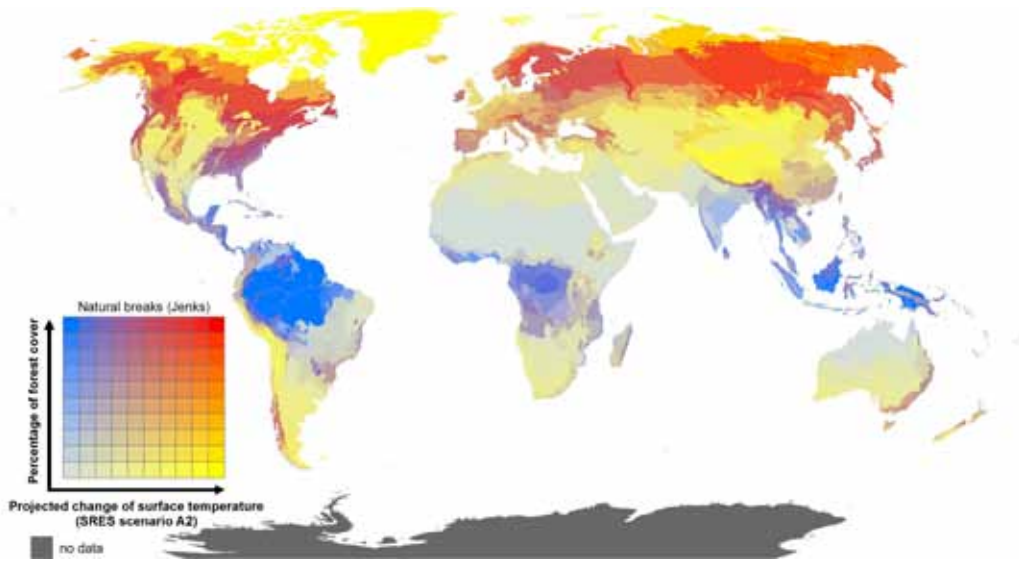 Natural breaks (Jenks)
Percentage of forest cover
Projected change of surface temperature
(SRES scenario A2)
no data